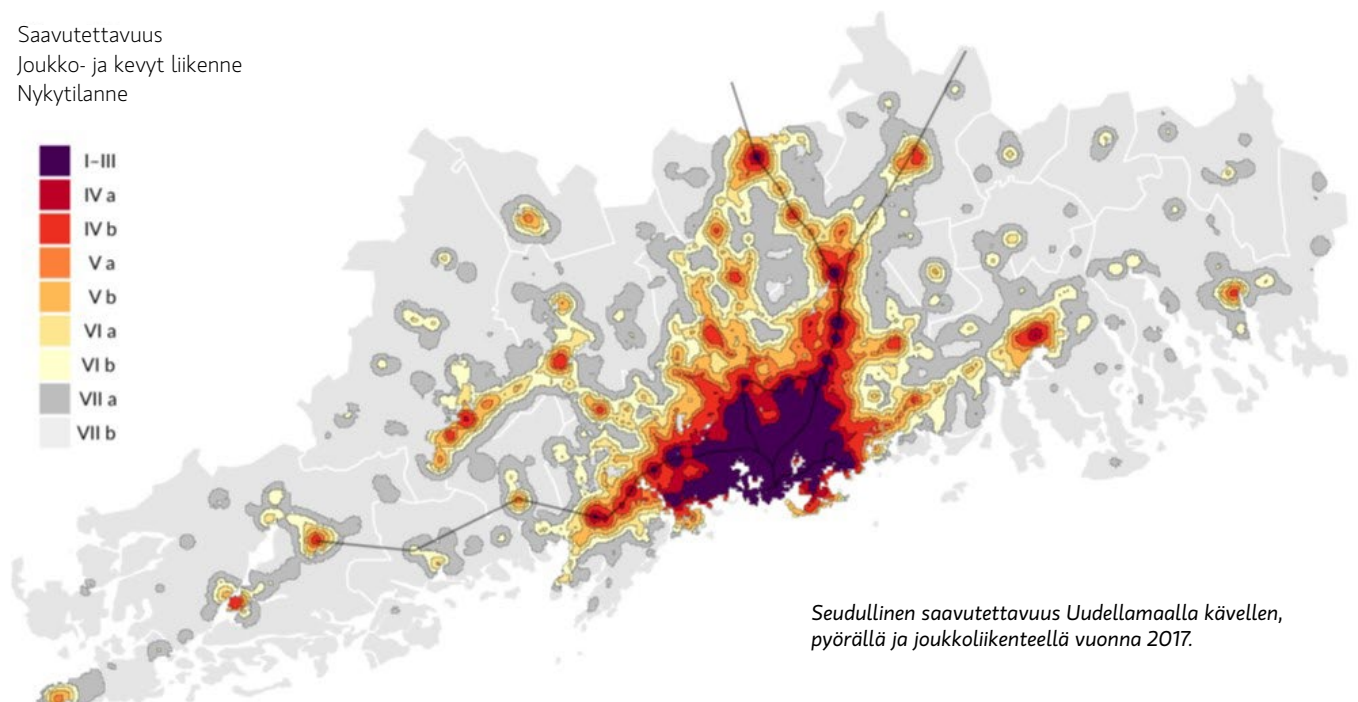 Saavutettavuus
Joukko- ja kevyt liikenne
Nykytilanne
I–III
IV a
IV b
V a
V b
VI a
VI b
VII a
VII b
Seudullinen saavutettavuus Uudellamaalla kävellen,
pyörällä ja joukkoliikenteellä vuonna 2017.